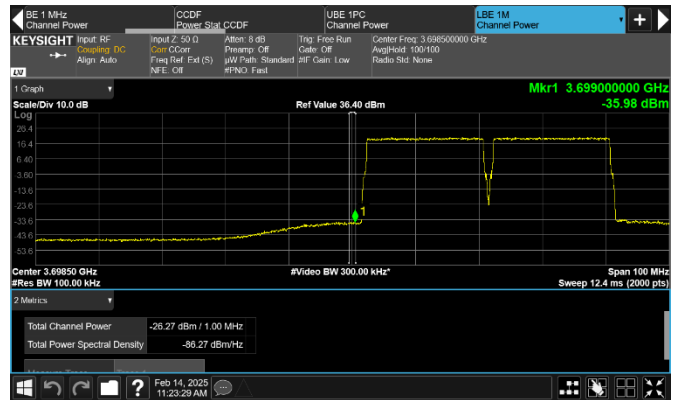 BE 1 MHz
Channel Power
CCDF
Power Stat CCDF
UBE 1PC
Channel Power
LBE 1M
Channel Power
KEYSIGHT
Input: RF
Coupling: DC
Align: Auto
Input Z: 50 Ω
Corr CCorr
Freq Ref: Ext (S)
NFE: Off
Atten: 8 dB
Preamp: Off
µW Path: Standard
#PNO: Fast
Trig: Free Run
Gate: Off
#IF Gain: Low
Center Freq: 3.698500000 GHz
Avg|Hold: 100/100
Radio Std: None
LXI
1 Graph
Mkr1 3.699000000 GHz
Scale/Div 10.0 dB
Ref Value 36.40 dBm
-35.98 dBm
Log
26.4
16.4
6.40
-3.60
-13.6
-23.6
-33.6
-43.6
-53.6
1
Center 3.69850 GHz
#Video BW 300.00 kHz*
Span 100 MHz
#Res BW 100.00 kHz
Sweep 12.4 ms (2000 pts)
2 Metrics
Total Channel Power -26.27 dBm / 1.00 MHz
Total Power Spectral Density -86.27 dBm/Hz
?
Feb 14, 2025
11:23:29 AM